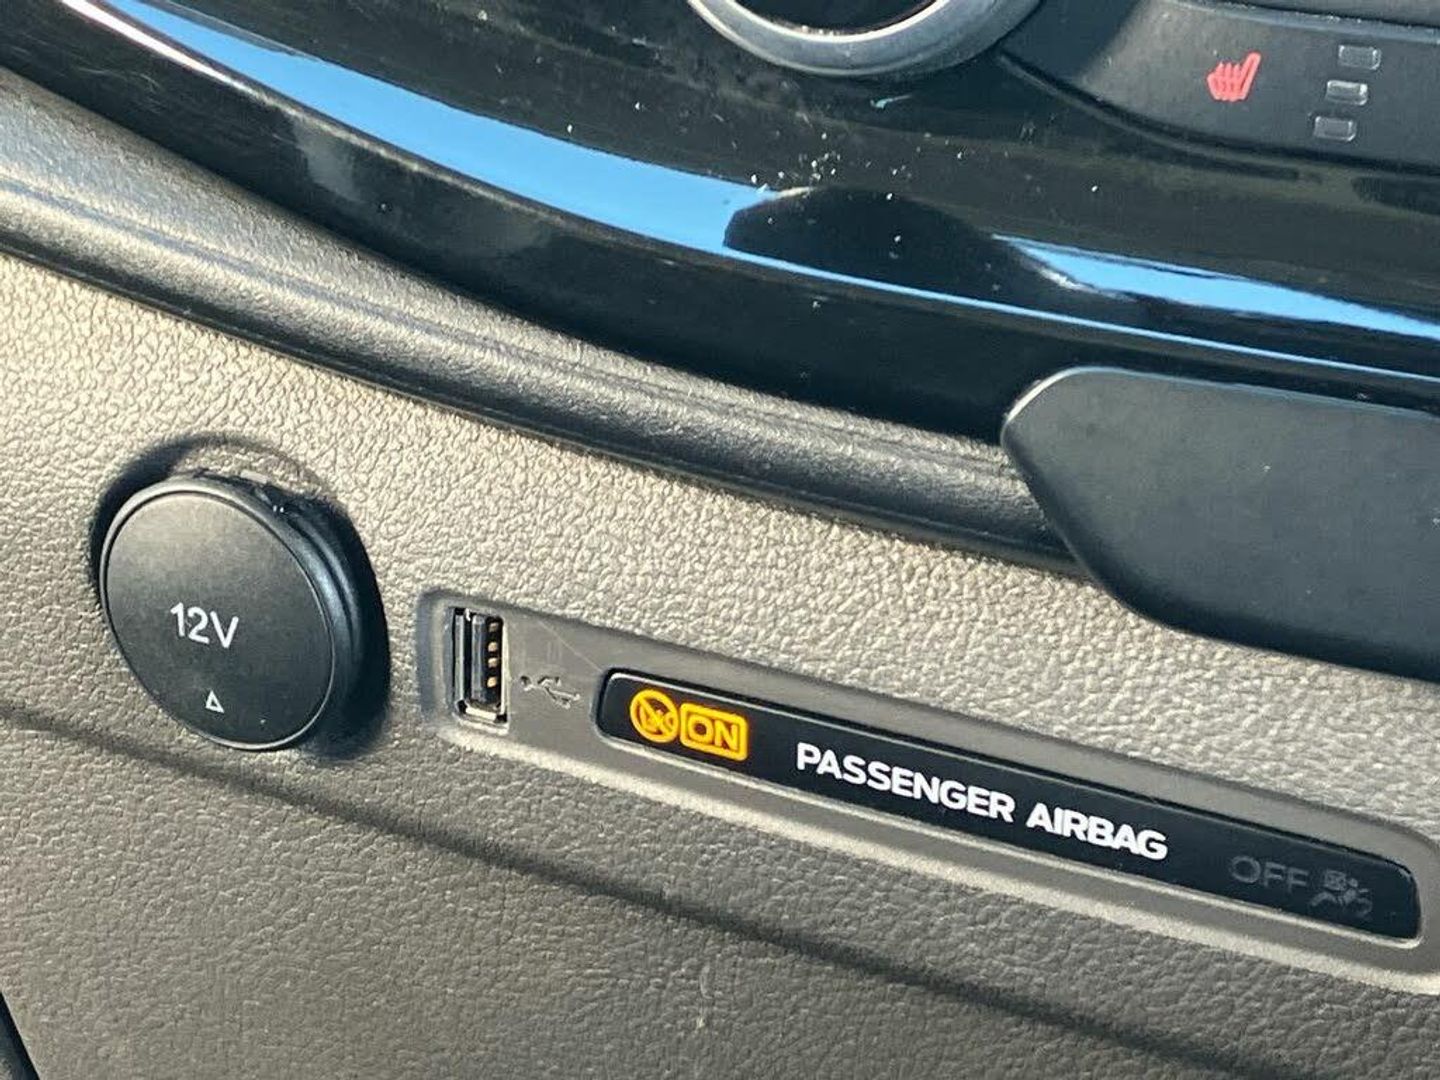 12V
ON PASSENGER AIRBAG OFF